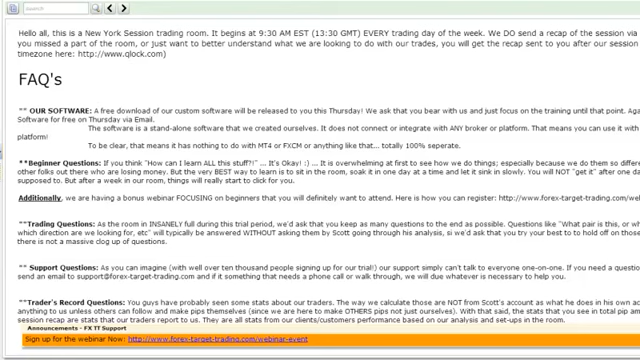 search
Hello all, this is a New York Session trading room. It begins at 9:30 AM EST (13:30 GMT) EVERY trading day of the week. We DO send a recap of the session via
you missed a part of the room, or just want to better understand what we are looking to do with our trades, you will get the recap sent to you after our session
timezone here: http://www.qlock.com)
FAQ's
** OUR SOFTWARE: A free download of our custom software will be released to you this Thursday! We ask that you bear with us and just focus on the training until that point. Aga
Software for free on Thursday via Email.
The software is a stand-alone software that we created ourselves. It does not connect or integrate with ANY broker or platform. That means you can use it with
platform!
To be clear, that means it has nothing to do with MT4 or FXCM or anything like that... totally 100% seperate.
**Beginner Questions: If you think "How can I learn ALL this stuff?!" ... It's Okay! :) ... It is overwhelming at first to see how we do things; especially because we do them so differe
other folks out there who are losing money. But the very BEST way to learn is to sit in the room, soak it in one day at a time and let it sink in slowly. You will NOT "get it" after one da
supposed to. But after a week in our room, things will really start to click for you.
Additionally, we are having a bonus webinar FOCUSING on beginners that you will definitely want to attend. Here is how you can register: http://www.forex-target-trading.com/web
**Trading Questions: As the room in INSANELY full during this trial period, we'd ask that you keep as many questions to the end as possible. Questions like "What pair is this, or wh
which direction are we looking for, etc" will typically be answered WITHOUT asking them by Scott going through his analysis, si we'd ask that you try your best to to hold off on those
there is not a massive clog up of questions.
** Support Questions: As you can imagine (with well over ten thousand people signing up for our trial!) our support simply can't talk to everyone one-on-one. If you need a questio
send an email to support@forex-target-trading.com and if it something that needs a phone call or walk through, we will due whatever is necessary to help you.
**Trader's Record Questions: You guys have probably seen some stats about our traders. The way we calculate those are NOT from Scott's account as what he does in his own ac
anything to us unless others can follow and make pips themselves (since we are here to make OTHERS pips not just ourselves). With that said, the stats that you see in total pip am
session recap are stats that our traders report to us. They are all stats from our clients/customers performance based on our analysis and set-ups in the room.
Announcements - FX TT Support
Sign up for the webinar Now: http://www.forex-target-trading.com/webinar-event